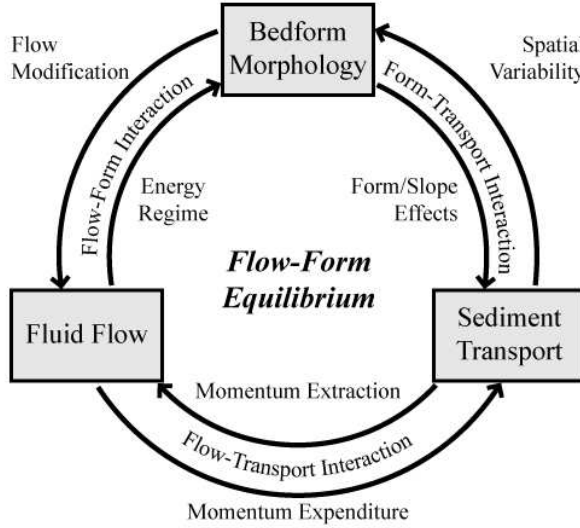 Bedform
Morphology
Flow
Modification
Spatial
Variability
Flow-Form Interaction
Form-Transport Interaction
Energy
Regime
Form/Slope
Effects
Flow-Form
Equilibrium
Fluid Flow
Sediment
Transport
Momentum Extraction
Flow-Transport Interaction
Momentum Expenditure